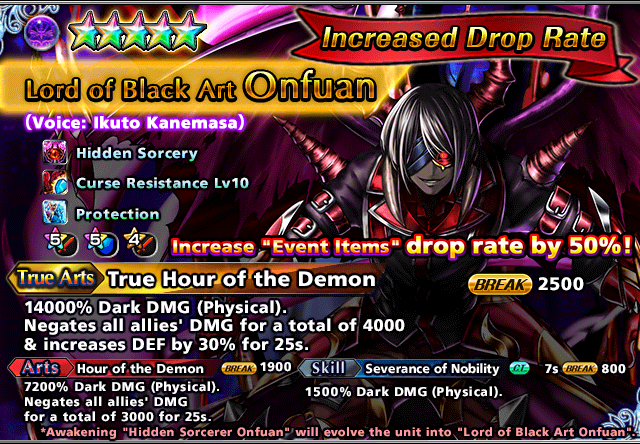 Increased Drop Rate
Lord of Black Art Onfuan
(Voice: Ikuto Kanemasa)
Hidden Sorcery
Curse Resistance Lv10
Protection
5 5 4
Increase "Event Items" drop rate by 50%!
True Arts True Hour of the Demon BREAK 2500
14000% Dark DMG (Physical).
Negates all allies' DMG for a total of 4000
& increases DEF by 30% for 25s.
Arts Hour of the Demon BREAK 1900
7200% Dark DMG (Physical).
Negates all allies' DMG
for a total of 3000 for 25s.
Skill Severance of Nobility CT 7s BREAK 800
1500% Dark DMG (Physical).
*Awakening "Hidden Sorcerer Onfuan" will evolve the unit into "Lord of Black Art Onfuan".